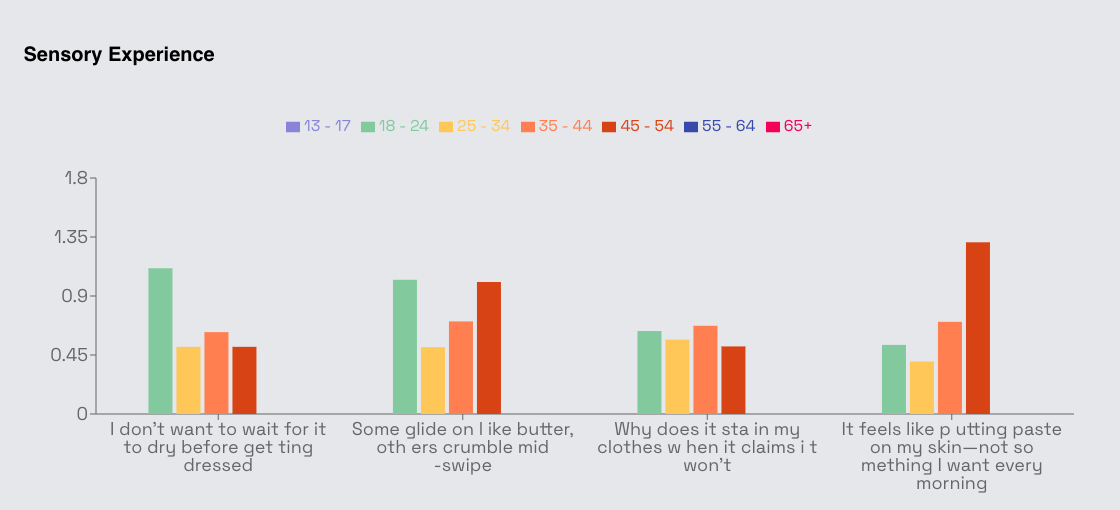 Sensory Experience
13 - 17 18 - 24 25 - 34 35 - 44 45 - 54 55 - 64 65+
1.8
1.35
0.9
0.45
0
I don't want to wait for it
to dry before get ting
dressed
Some glide on l ike butter,
oth ers crumble mid
-swipe
Why does it sta in my
clothes w hen it claims i t
won't
It feels like p utting paste
on my skin—not so
mething I want every
morning